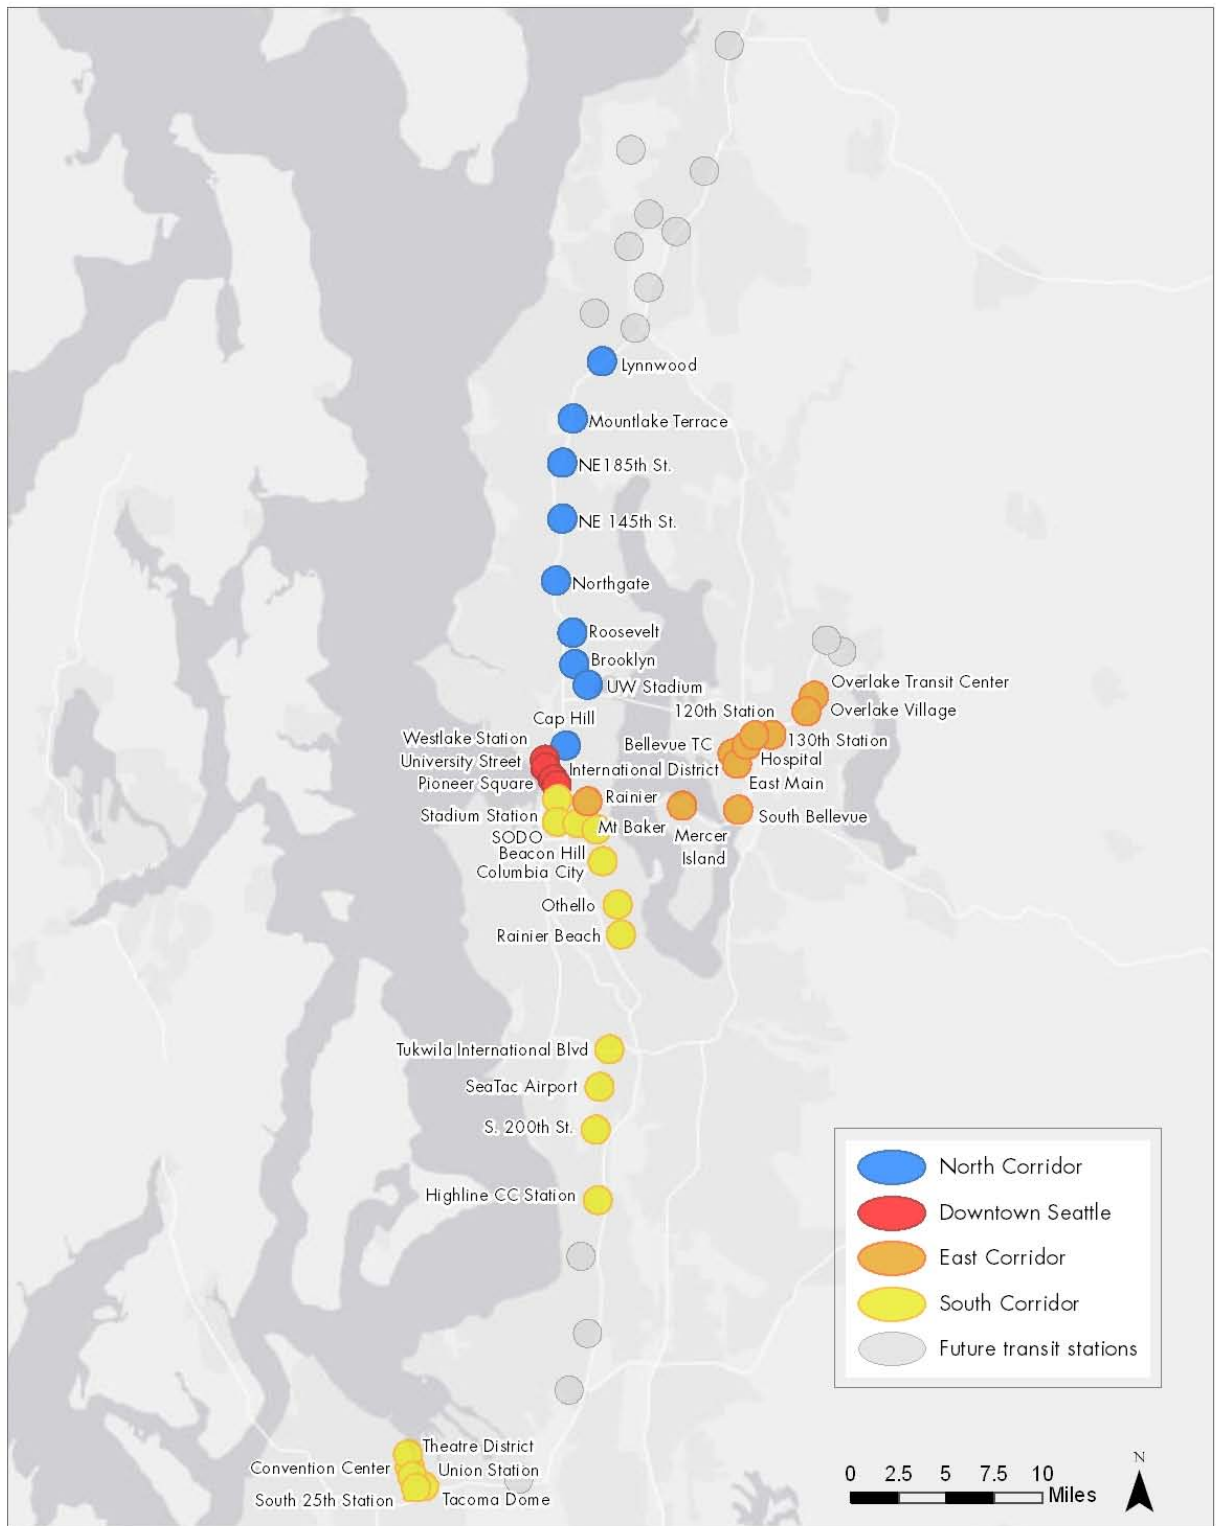 Lynnwood
Mountlake Terrace
NE185th St.
NE 145th St.
Northgate
Roosevelt
Brooklyn
UW Stadium
Overlake Transit Center
Overlake Village
120th Station
Cap Hill
Westlake Station
130th Station
Bellevue TC
University Street
Hospital
International District
Pioneer Square
East Main
Rainier
Stadium Station
South Bellevue
Mt Baker
SODO
Mercer
Island
Beacon Hill
Columbia City
Othello
Rainier Beach
Tukwila International Blvd
SeaTac Airport
S. 200th St.
Highline CC Station
North Corridor
Downtown Seattle
East Corridor
South Corridor
Future transit stations
Theatre District
Convention Center
Union Station
South 25th Station
Tacoma Dome
N
0 2.5 5 7.5 10
Miles